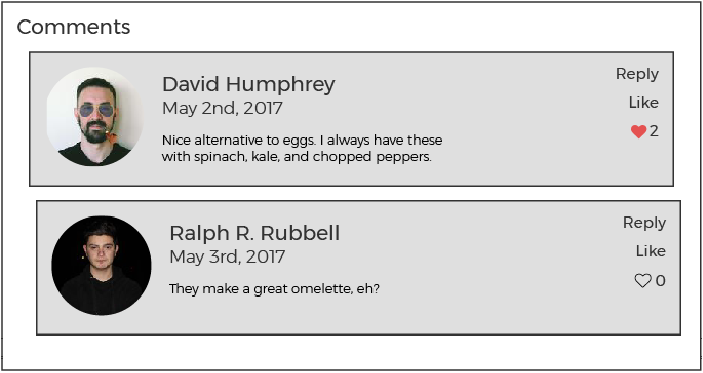 Comments
David Humphrey
May 2nd, 2017
Nice alternative to eggs. I always have these
with spinach, kale, and chopped peppers.
Reply
Like
2
Ralph R. Rubbell
May 3rd, 2017
They make a great omelette, eh?
Reply
Like
0